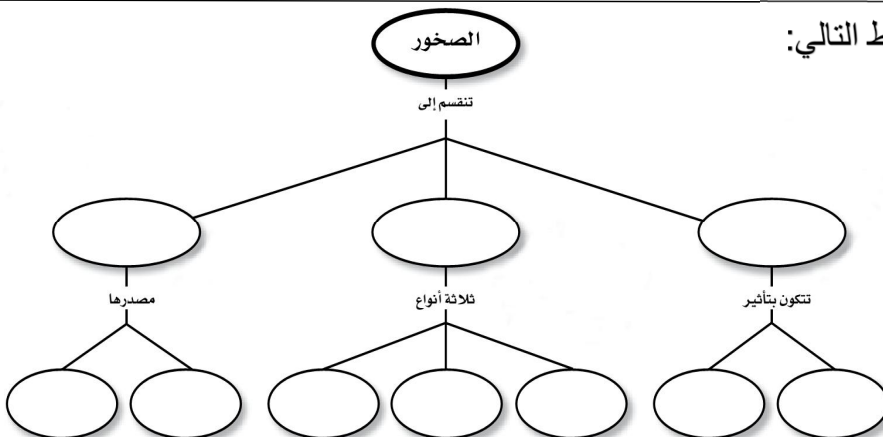 ط التالي:
الصخور
تنقسم إلى
تتكون بتأثير
ثلاثة أنواع
مصدرها